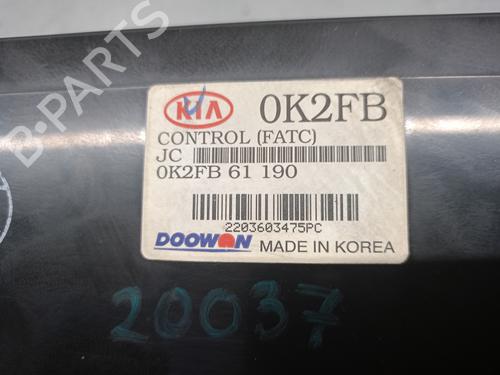 B-PARTS
KIA
0K2FB
CONTROL (FATC)
JC
0K2FB 61 190
2203603475PC
DOOWON MADE IN KOREA
20037